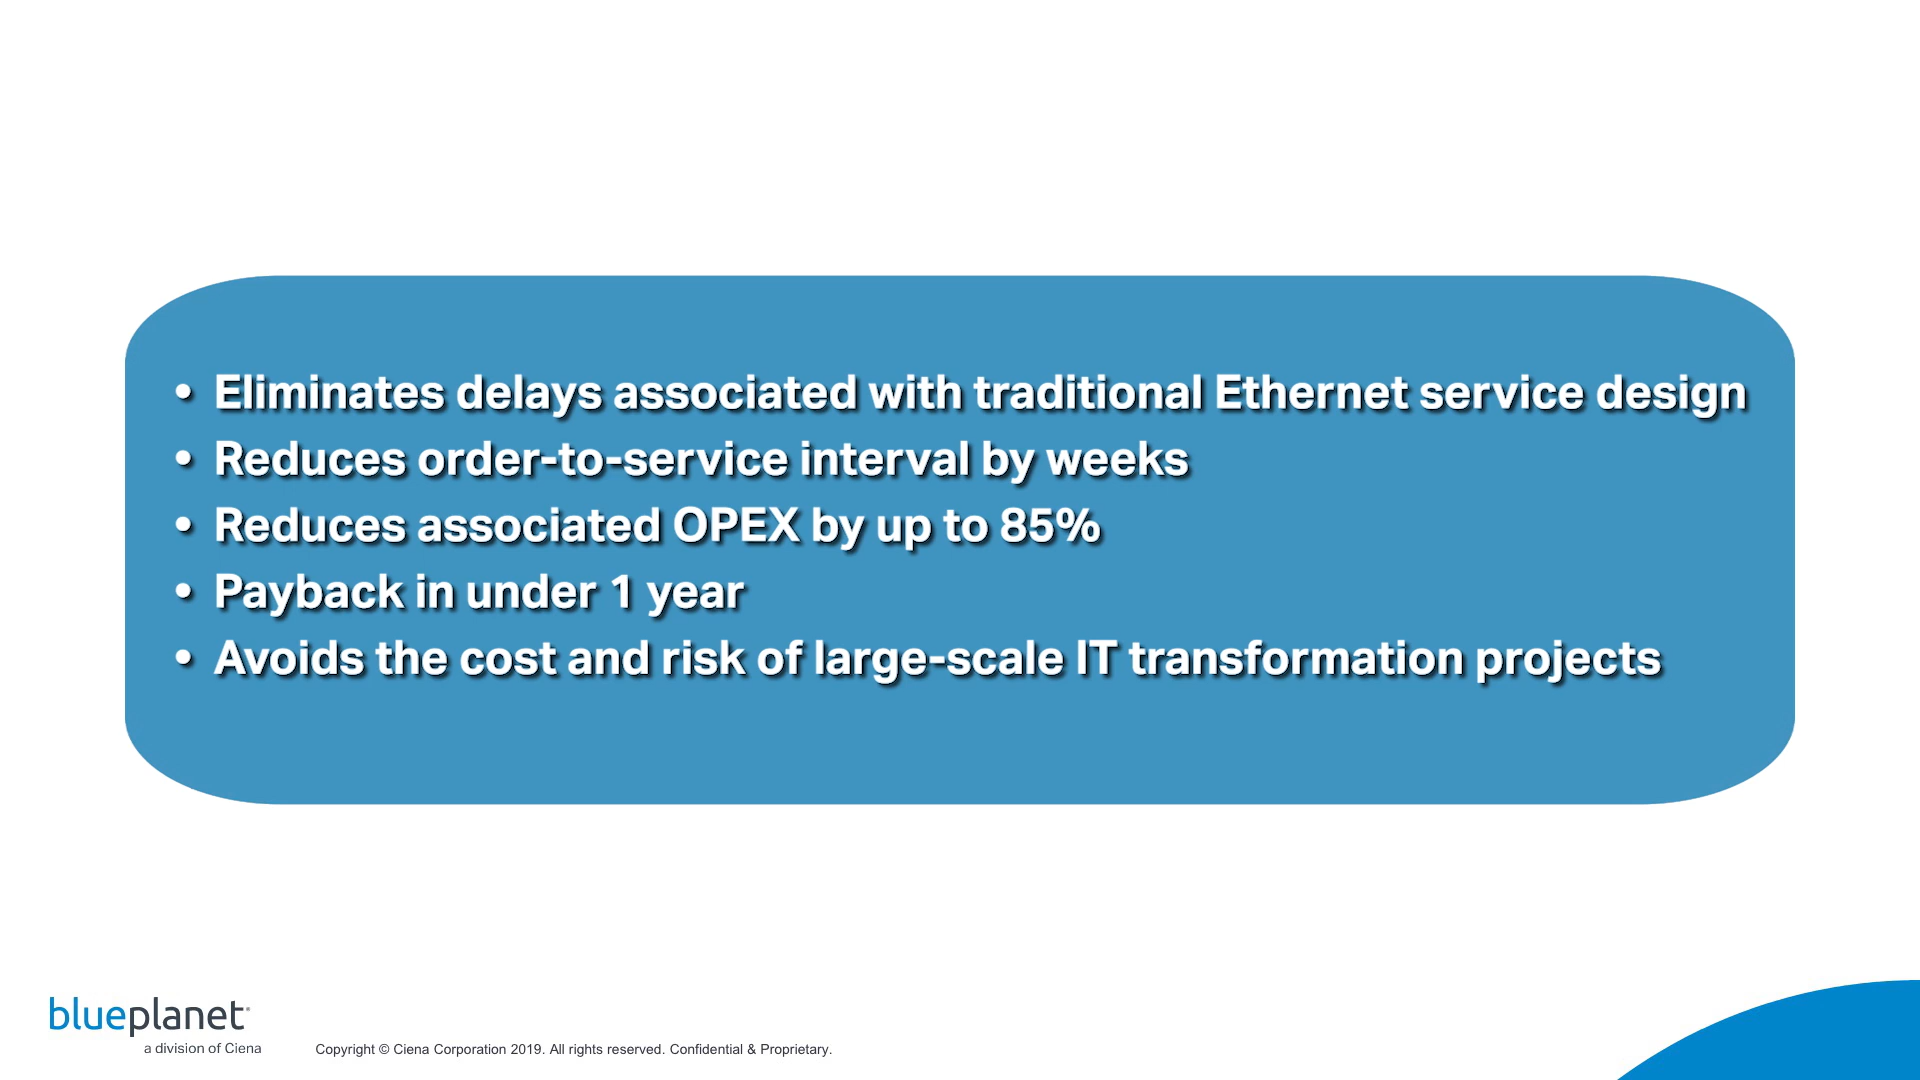 • Eliminates delays associated with traditional Ethernet service design
• Reduces order-to-service interval by weeks
• Reduces associated OPEX by up to 85%
• Payback in under 1 year
• Avoids the cost and risk of large-scale IT transformation projects
blueplanet
a division of Ciena
Copyright © Ciena Corporation 2019. All rights reserved. Confidential & Proprietary.